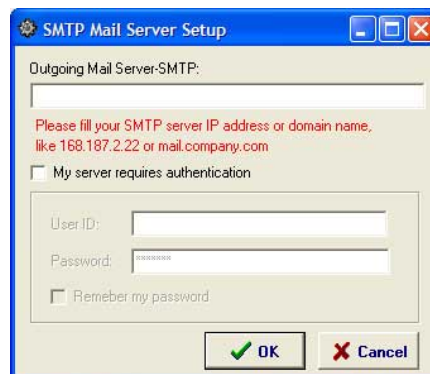 SMTP Mail Server Setup
Outgoing Mail Server-SMTP:
Please fill your SMTP server IP address or domain name,
like 168.187.2.22 or mail.company.com
My server requires authentication
User ID:
Password: *******
Remeber my password
OK Cancel